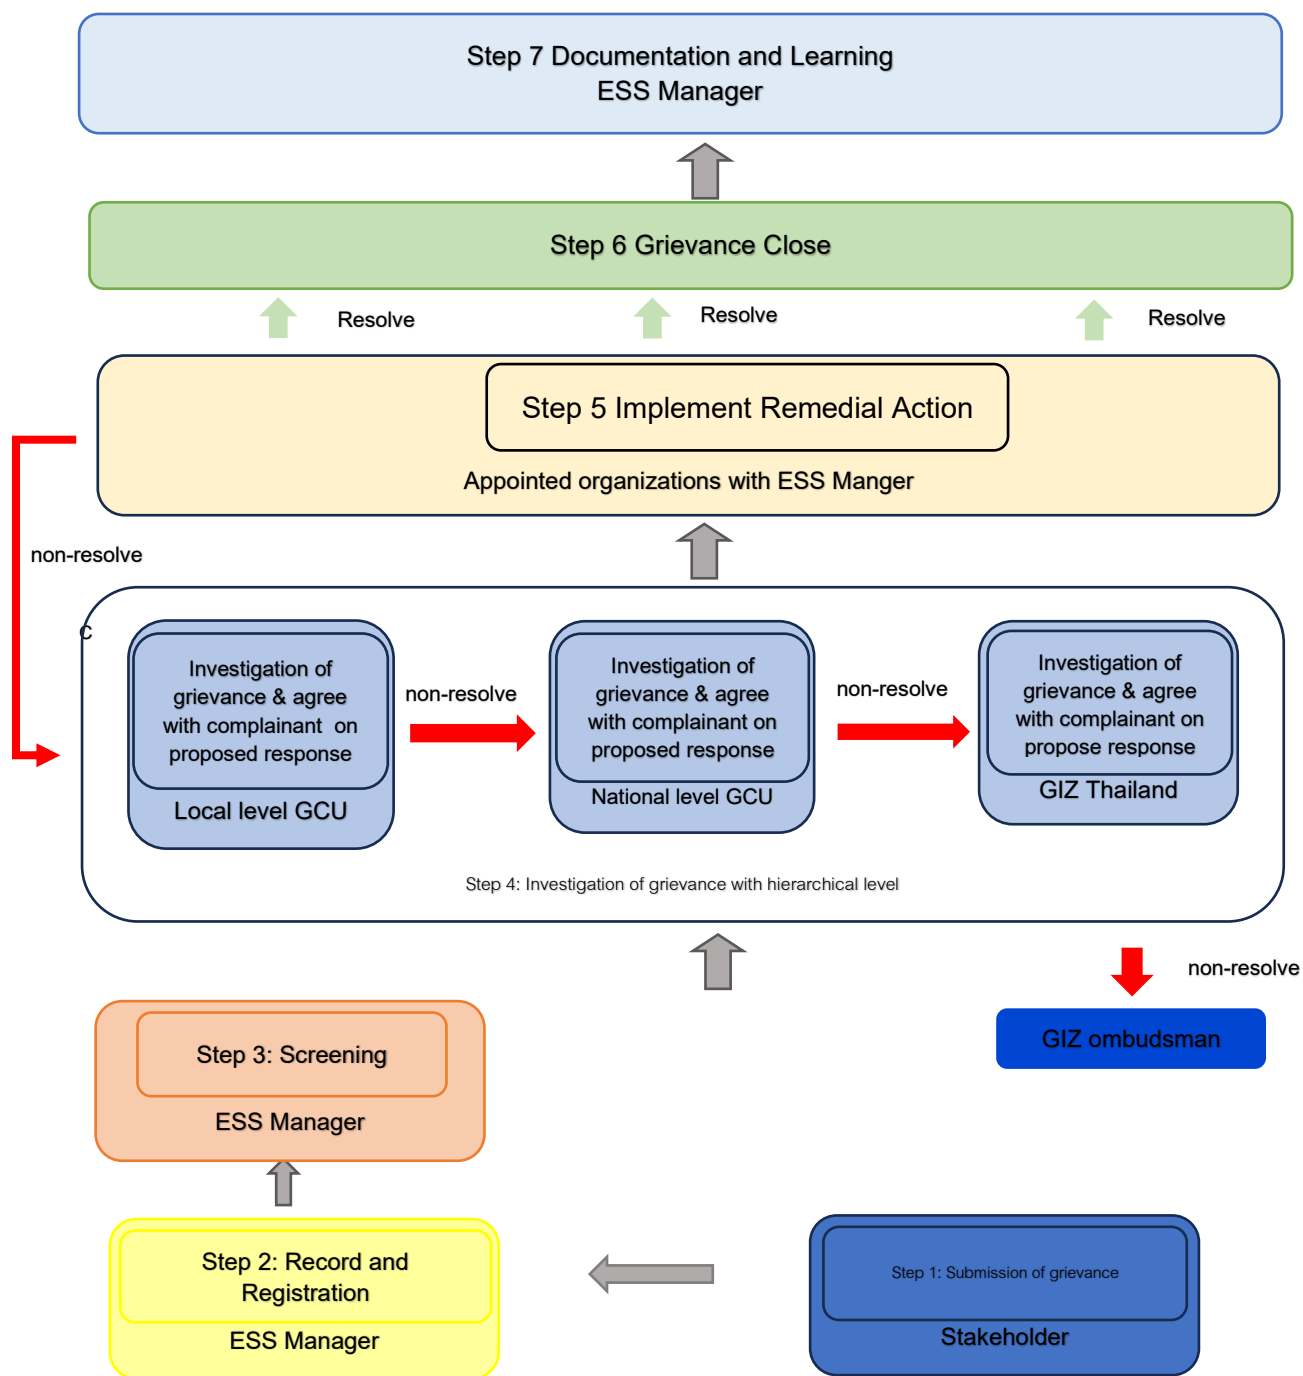 Step 7 Documentation and Learning
ESS Manager
Step 6 Grievance Close
Resolve
Resolve
Resolve
Step 5 Implement Remedial Action
Appointed organizations with ESS Manger
non-resolve
c
Investigation of
grievance & agree
with complainant on
proposed response
Local level GCU
non-resolve
Investigation of
grievance & agree
with complainant on
proposed response
National level GCU
non-resolve
Investigation of
grievance & agree
with complainant on
propose response
GIZ Thailand
Step 4: Investigation of grievance with hierarchical level
non-resolve
GIZ ombudsman
Step 3: Screening
ESS Manager
Step 2: Record and
Registration
ESS Manager
Step 1: Submission of grievance
Stakeholder